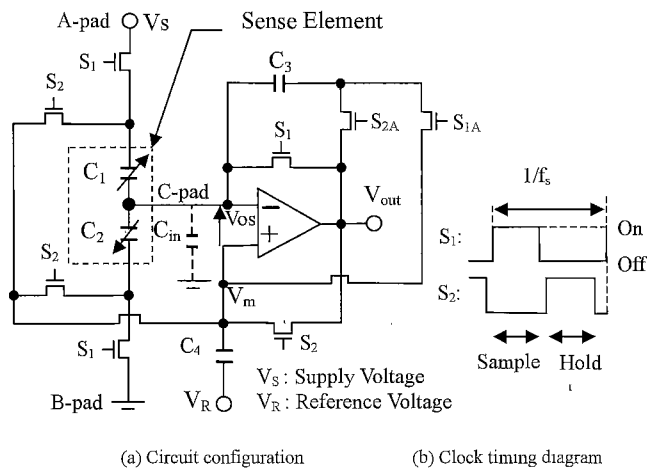 A-pad
Vs
Sense Element
S1
S2
C3
S2A
S1A
S1
C1
C-pad
1/fs
Vout
Vos
C2
Cin
S1:
On
Off
S2
S2:
Vm
S1
C4
S2
Sample
Hold
VS: Supply Voltage
B-pad
VR
VR: Reference Voltage
(a) Circuit configuration
(b) Clock timing diagram